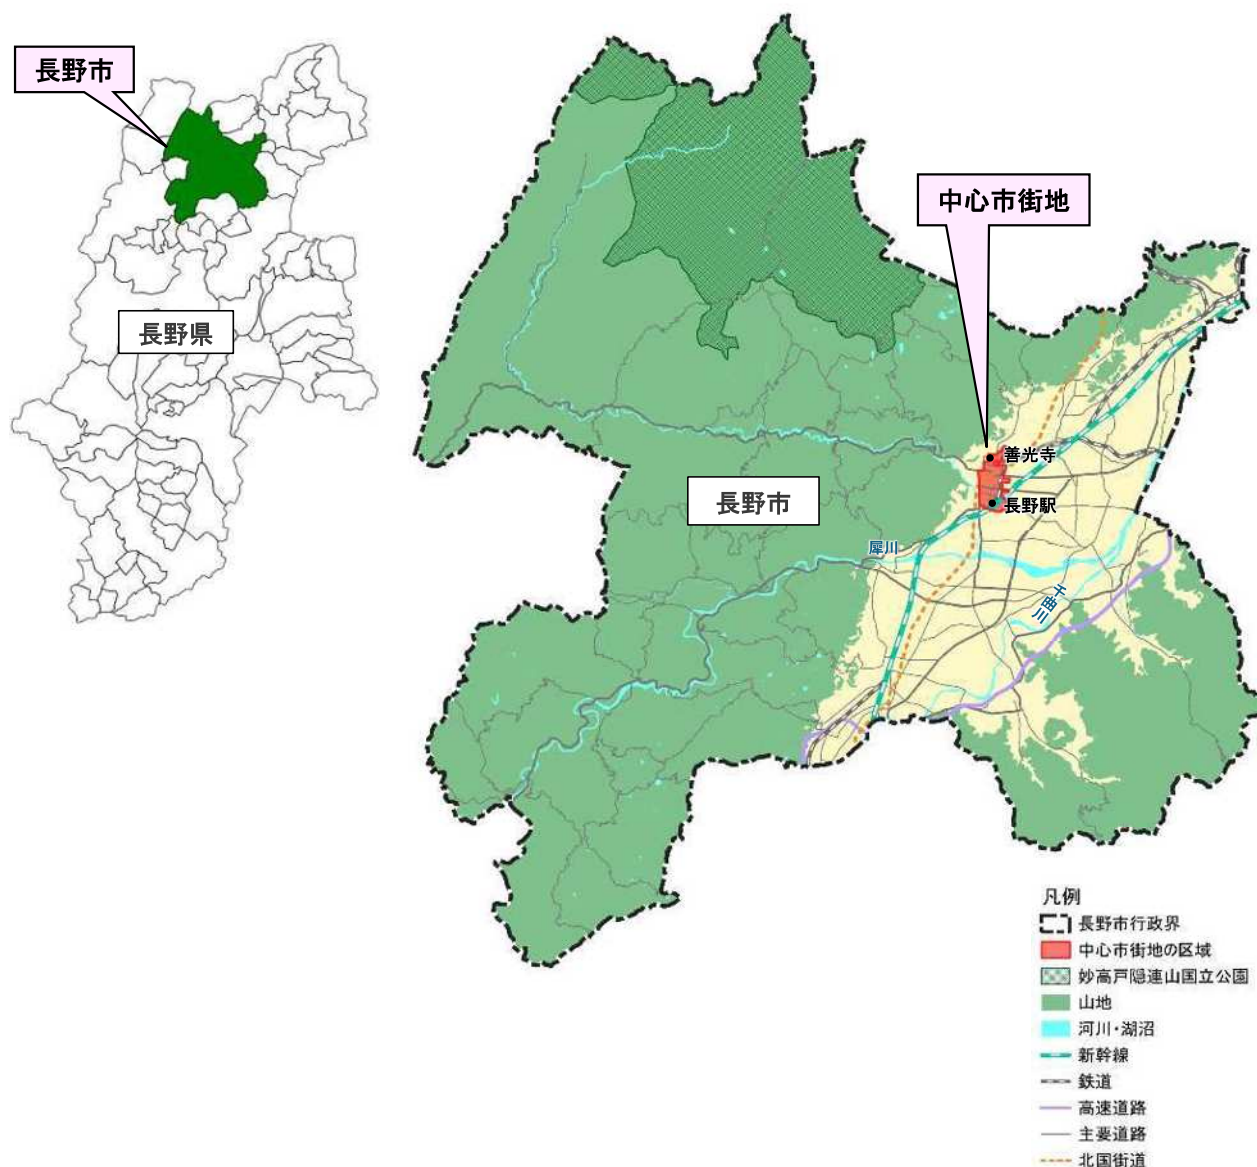 長野市
長野県
中心市街地
善光寺
長野市
長野駅
犀川
千曲川
凡例
長野市行政界
中心市街地の区域
妙高戸隠連山国立公園
山地
河川・湖沼
新幹線
鉄道
高速道路
主要道路
北国街道